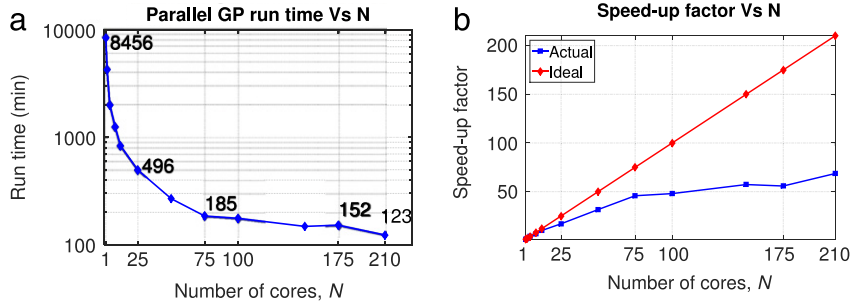 a
Parallel GP run time Vs N
10000
1000
100
Run time (min)
8456
496
185
152
123
1 25 75 100 175 210
Number of cores, N
b
Speed-up factor Vs N
200
150
100
50
Speed-up factor
Actual
Ideal
1 25 50 75 100 175 210
Number of cores, N